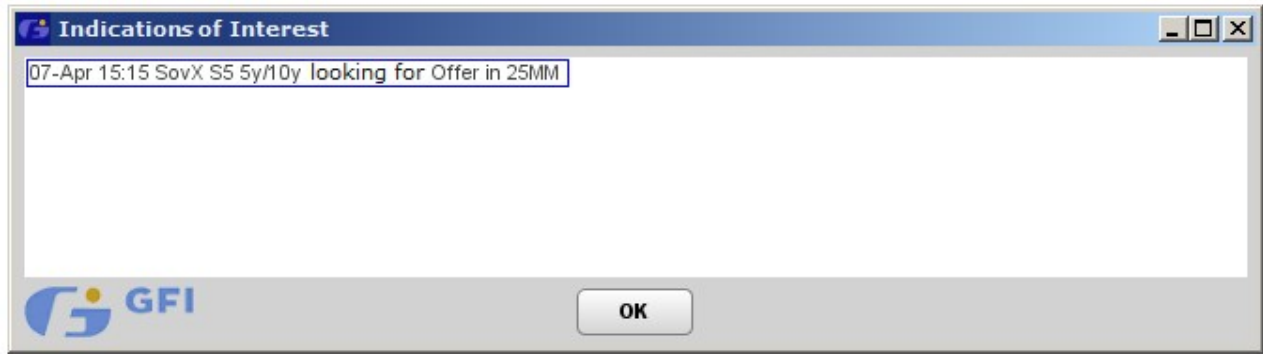 Indications of Interest
07-Apr 15:15 SovX S5 5y/10y looking for Offer in 25MM
GFI
OK